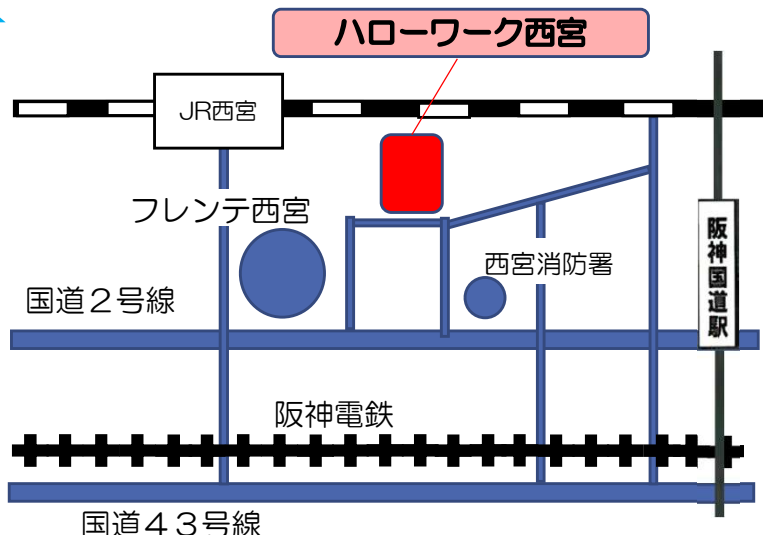 ハローワーク西宮
JR西宮
フレンテ西宮
阪神国道駅
西宮消防署
国道２号線
阪神電鉄
国道４３号線